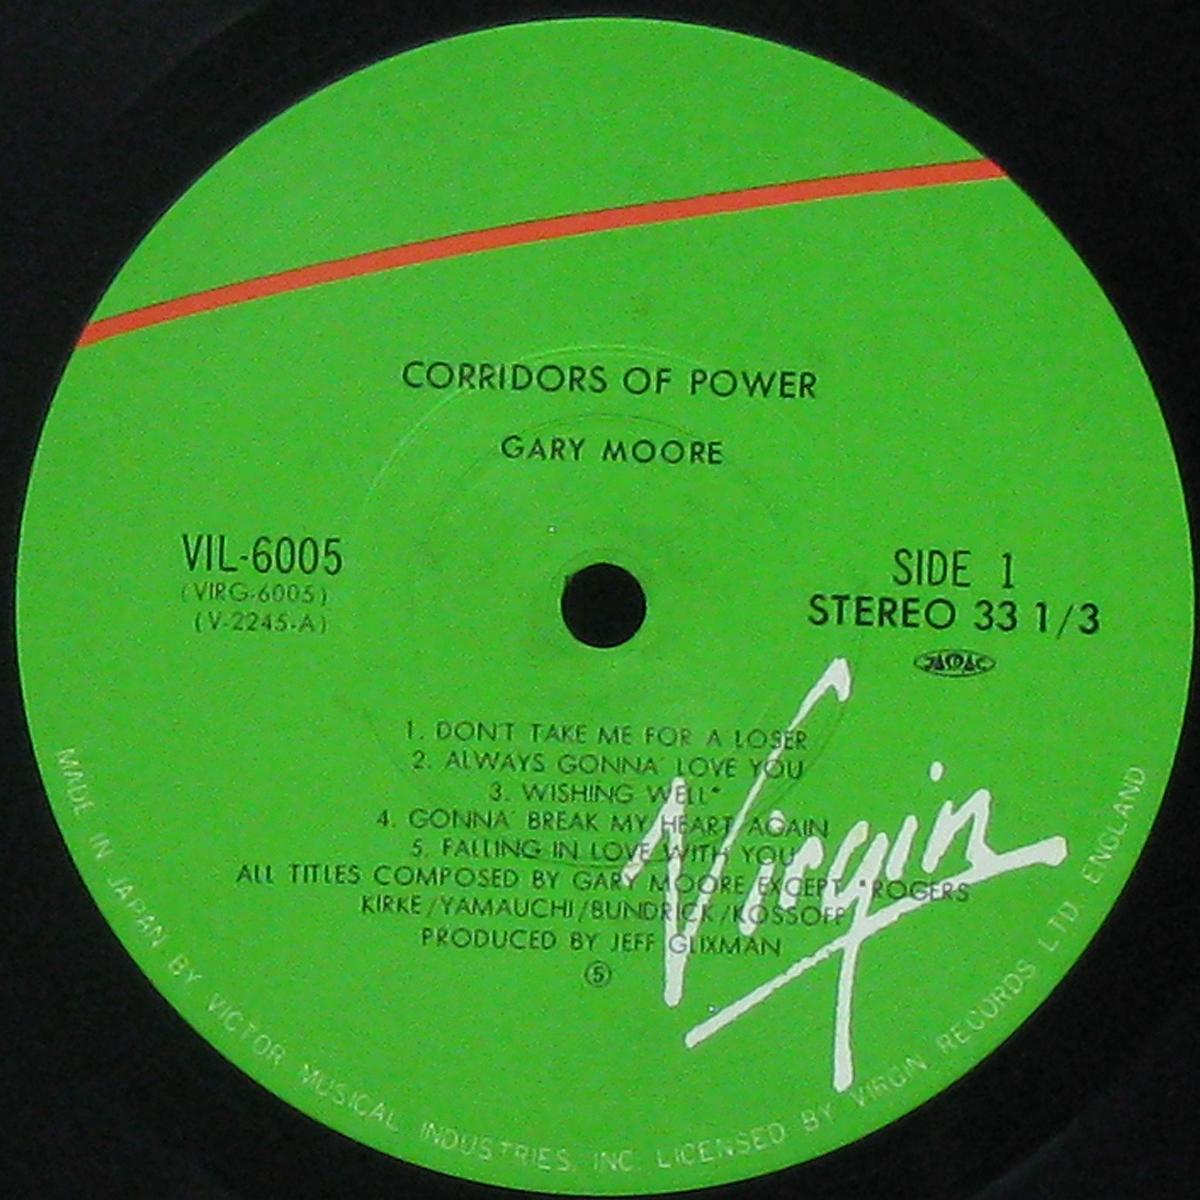 CORRIDORS OF POWER
GARY MOORE
VIL-6005
(VIRG-6005)
(V-2245-A)
SIDE 1
STEREO 33 1/3
JASRAC
1. DON'T TAKE ME FOR A LOSER
2. ALWAYS GONNA' LOVE YOU
3. WISHING WELL*
4. GONNA' BREAK MY HEART AGAIN
5. FALLING IN LOVE WITH YOU
ALL TITLES COMPOSED BY GARY MOORE EXCEPT *ROGERS
KIRKE/YAMAUCHI/BUNDRICK/KOSSOFF
PRODUCED BY JEFF GLIXMAN
⑤
Virgin
MADE IN JAPAN BY VICTOR MUSICAL INDUSTRIES, INC. LICENSED BY VIRGIN RECORDS LTD. ENGLAND